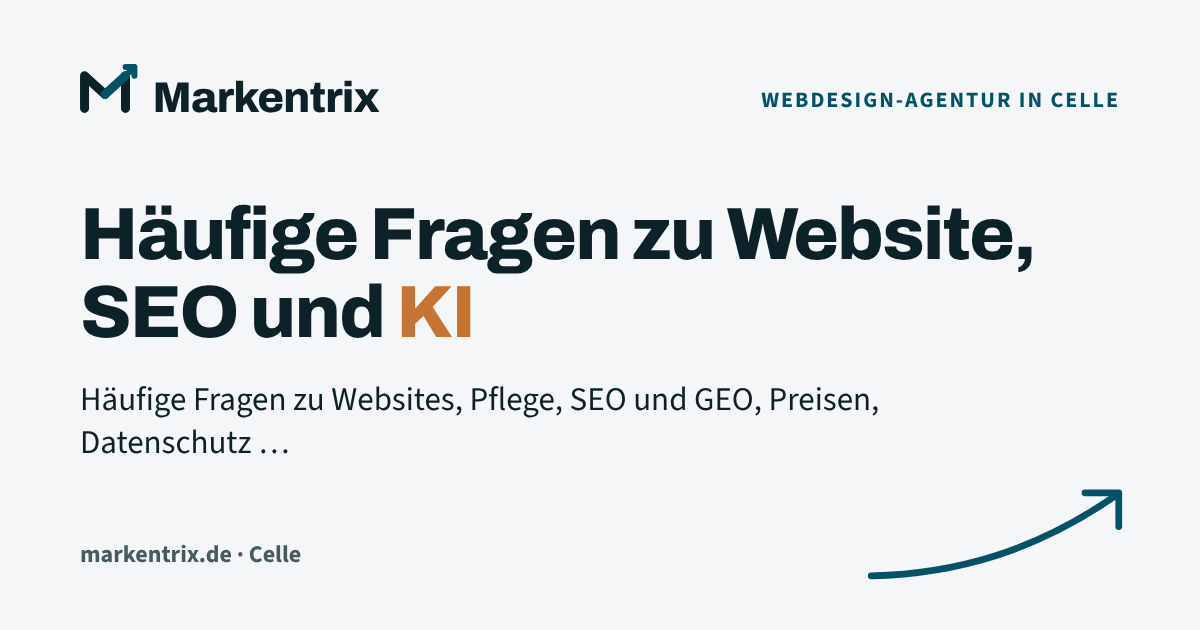 Markentrix
WEBDESIGN-AGENTUR IN CELLE
Häufige Fragen zu Website,
SEO und KI
Häufige Fragen zu Websites, Pflege, SEO und GEO, Preisen,
Datenschutz …
markentrix.de · Celle